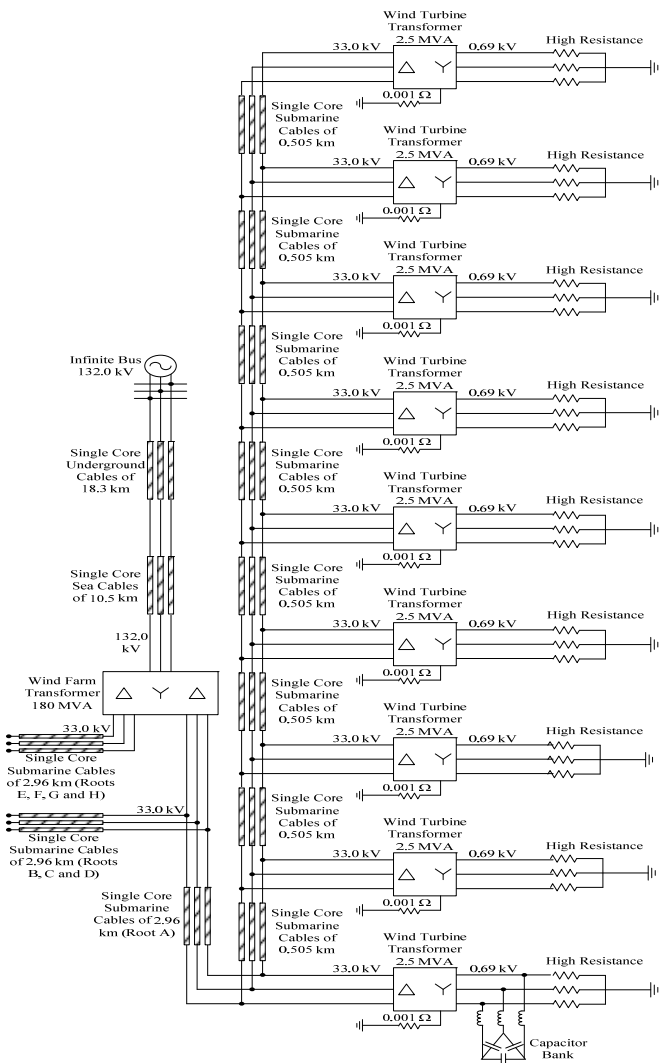 Wind Turbine
Transformer
33.0 kV 2.5 MVA 0.69 kV High Resistance
0.001 Ω
Single Core
Submarine
Cables of
0.505 km
Wind Turbine
Transformer
33.0 kV 2.5 MVA 0.69 kV High Resistance
0.001 Ω
Single Core
Submarine
Cables of
0.505 km
Wind Turbine
Transformer
33.0 kV 2.5 MVA 0.69 kV High Resistance
0.001 Ω
Single Core
Submarine
Cables of
0.505 km
Wind Turbine
Transformer
33.0 kV 2.5 MVA 0.69 kV High Resistance
0.001 Ω
Single Core
Submarine
Cables of
0.505 km
Wind Turbine
Transformer
33.0 kV 2.5 MVA 0.69 kV High Resistance
0.001 Ω
Single Core
Submarine
Cables of
0.505 km
Wind Turbine
Transformer
33.0 kV 2.5 MVA 0.69 kV High Resistance
0.001 Ω
Single Core
Submarine
Cables of
0.505 km
Wind Turbine
Transformer
33.0 kV 2.5 MVA 0.69 kV High Resistance
0.001 Ω
Single Core
Submarine
Cables of
0.505 km
Wind Turbine
Transformer
33.0 kV 2.5 MVA 0.69 kV High Resistance
0.001 Ω
Single Core
Submarine
Cables of
0.505 km
Wind Turbine
Transformer
33.0 kV 2.5 MVA 0.69 kV High Resistance
0.001 Ω
Capacitor
Bank
Infinite Bus
132.0 kV
Single Core
Underground
Cables of
18.3 km
Single Core
Sea Cables
of 10.5 km
132.0
kV
Wind Farm
Transformer
180 MVA
33.0 kV
Single Core
Submarine Cables
of 2.96 km (Roots
E, F, G and H)
33.0 kV
Single Core
Submarine Cables
of 2.96 km (Roots
B, C and D)
Single Core
Submarine
Cables of 2.96
km (Root A)